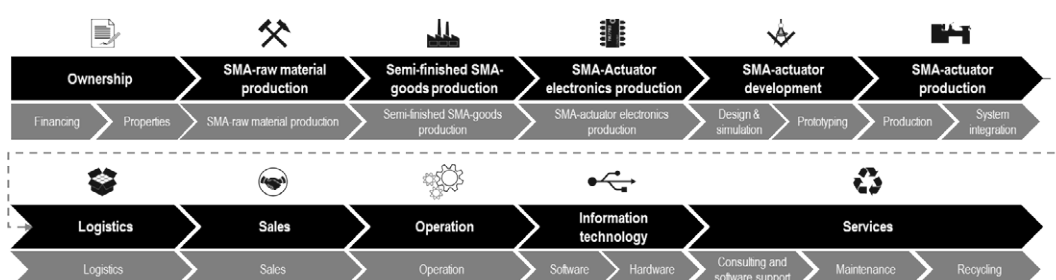 Ownership
SMA-raw material
production
Semi-finished SMA-
goods production
SMA-Actuator
electronics production
SMA-actuator
development
SMA-actuator
production
Financing
Properties
SMA raw material production
Semi-finished SMA-goods
production
SMA-actuator electronics
production
Design &
simulation
Prototyping
Production
System
integration
Logistics
Sales
Operation
Information
technology
Services
Logistics
Sales
Operation
Software
Hardware
Consulting and
software support
Maintenance
Recycling